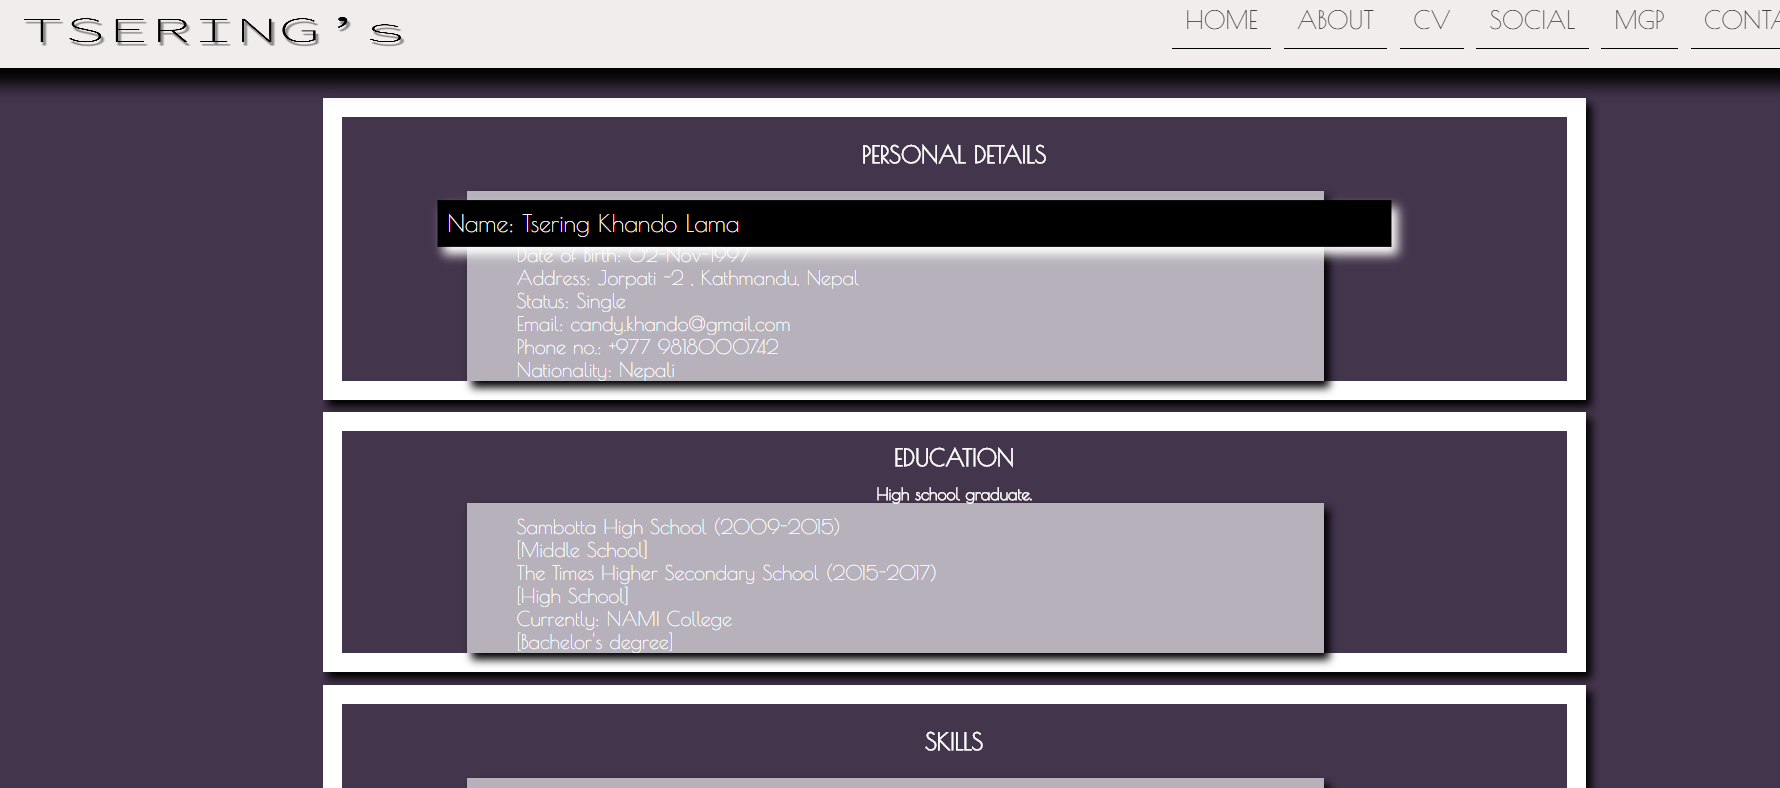 TSERING's
HOME ABOUT CV SOCIAL MGP CONTA
PERSONAL DETAILS
Name: Tsering Khando Lama
Date of Birth: 02-Nov-1997
Address: Jorpati -2 , Kathmandu, Nepal
Status: Single
Email: candy.khando@gmail.com
Phone no.: +977 9818000742
Nationality: Nepali
EDUCATION
High school graduate.
Sambotta High School (2009-2015)
[Middle School]
The Times Higher Secondary School (2015-2017)
[High School]
Currently: NAMI College
[Bachelor's degree]
SKILLS